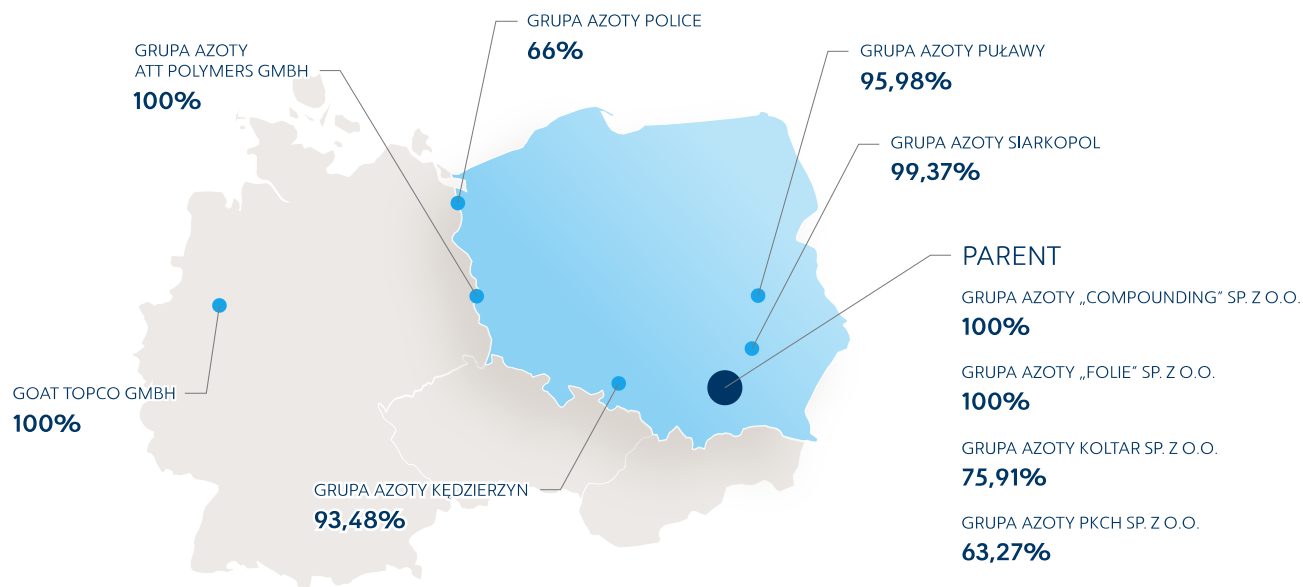 GRUPA AZOTY POLICE
66%
GRUPA AZOTY
ATT POLYMERS GMBH
100%
GRUPA AZOTY PUŁAWY
95,98%
GRUPA AZOTY SIARKOPOL
99,37%
PARENT
GRUPA AZOTY „COMPOUNDING” SP. Z O.O.
100%
GRUPA AZOTY „FOLIE” SP. Z O.O.
100%
GRUPA AZOTY KOLTAR SP. Z O.O.
75,91%
GRUPA AZOTY PKCH SP. Z O.O.
63,27%
GOAT TOPCO GMBH
100%
GRUPA AZOTY KĘDZIERZYN
93,48%